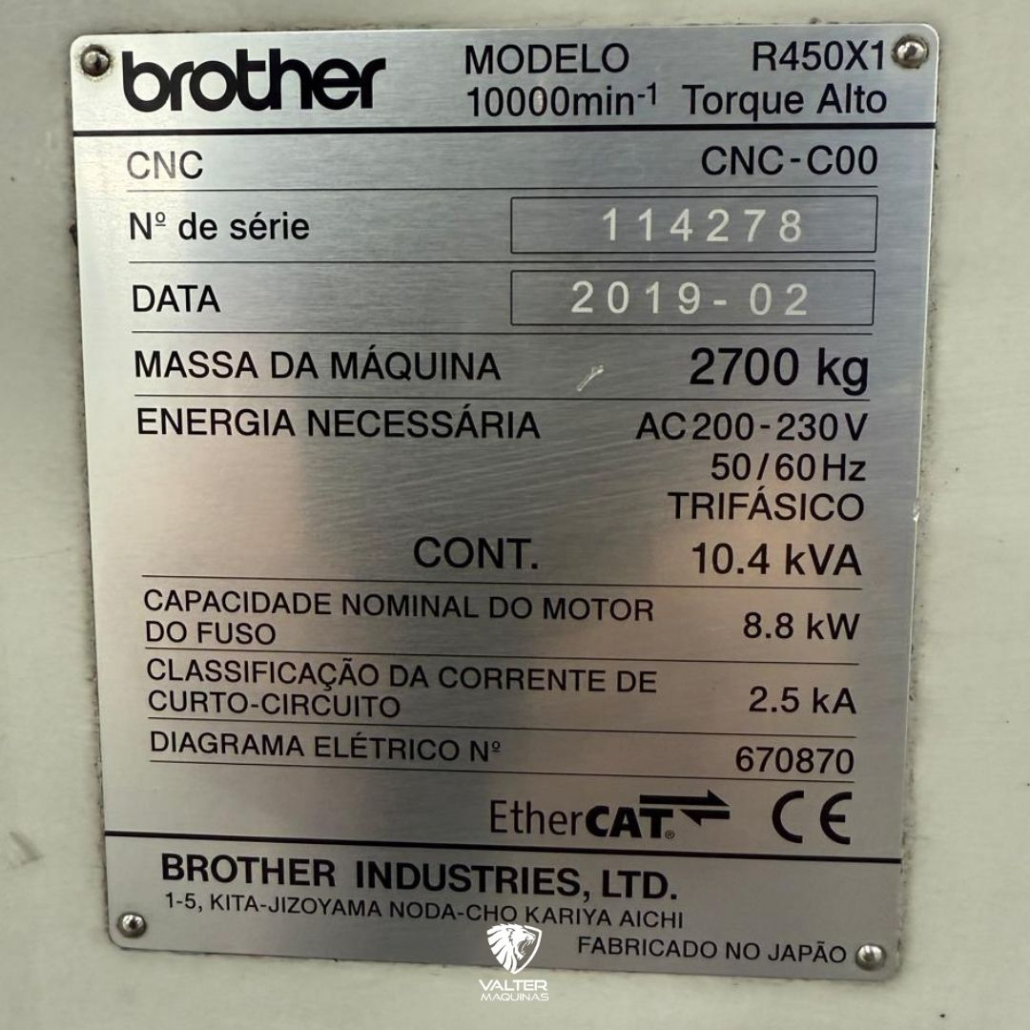 brother MODELO R450X1
10000min-1 Torque Alto
CNC CNC-C00
Nº de série 114278
DATA 2019-02
MASSA DA MÁQUINA 2700 kg
ENERGIA NECESSÁRIA AC200-230V
50/60Hz
TRIFÁSICO
CONT. 10.4 kVA
CAPACIDADE NOMINAL DO MOTOR
DO FUSO 8.8 kW
CLASSIFICAÇÃO DA CORRENTE DE
CURTO-CIRCUITO 2.5 kA
DIAGRAMA ELÉTRICO Nº 670870
EtherCAT® CE
BROTHER INDUSTRIES, LTD.
1-5, KITA-JIZOYAMA NODA-CHO KARIYA AICHI
FABRICADO NO JAPÃO
VALTER
MAQUINAS